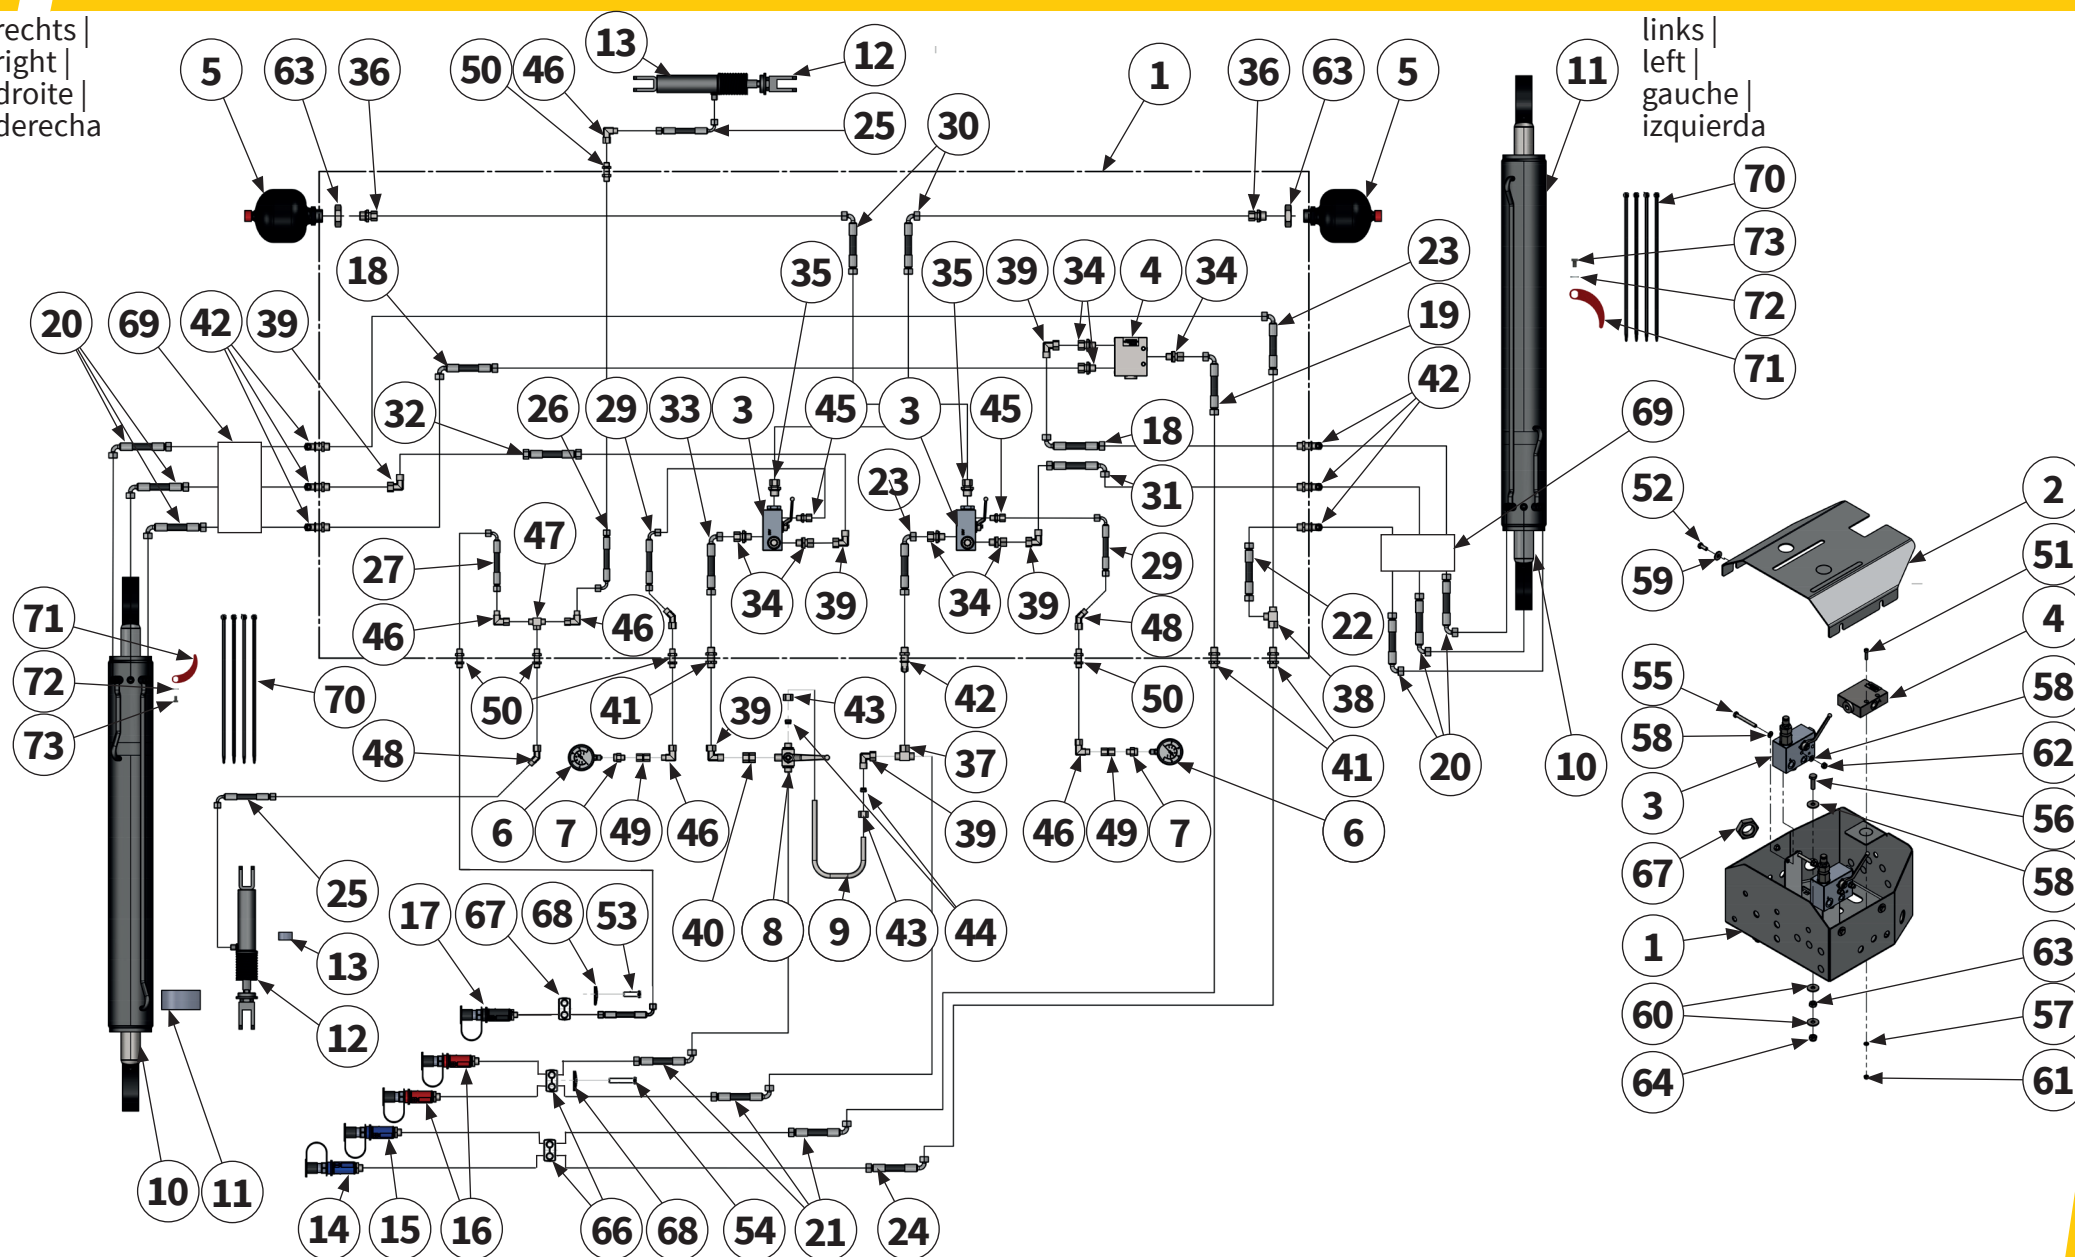 rechts |
right |
droite |
derecha
links |
left |
gauche |
izquierda
5 63 36 50 46 13 12 1 36 63 5 11
25 30
70
73
72
71
18 35 35 39 34 4 34 23
19
20 69 42 39
32 26 29 33 3 45 3 45 18 42 69
23 31
27 47 29
46 46 34 39 34 39 48 22
71
72
73
70
50 41 42 50 38
48 39 43 37 41 20 10
6 7 49 46 39 46 49 7 6
25 17 67 68 53 40 8 9 43 44
13
12
10 11 14 15 16 66 68 54 21 24
52 2
59 51
4
55 58
58 62
3 56
67 58
1 63
60 57
64 61